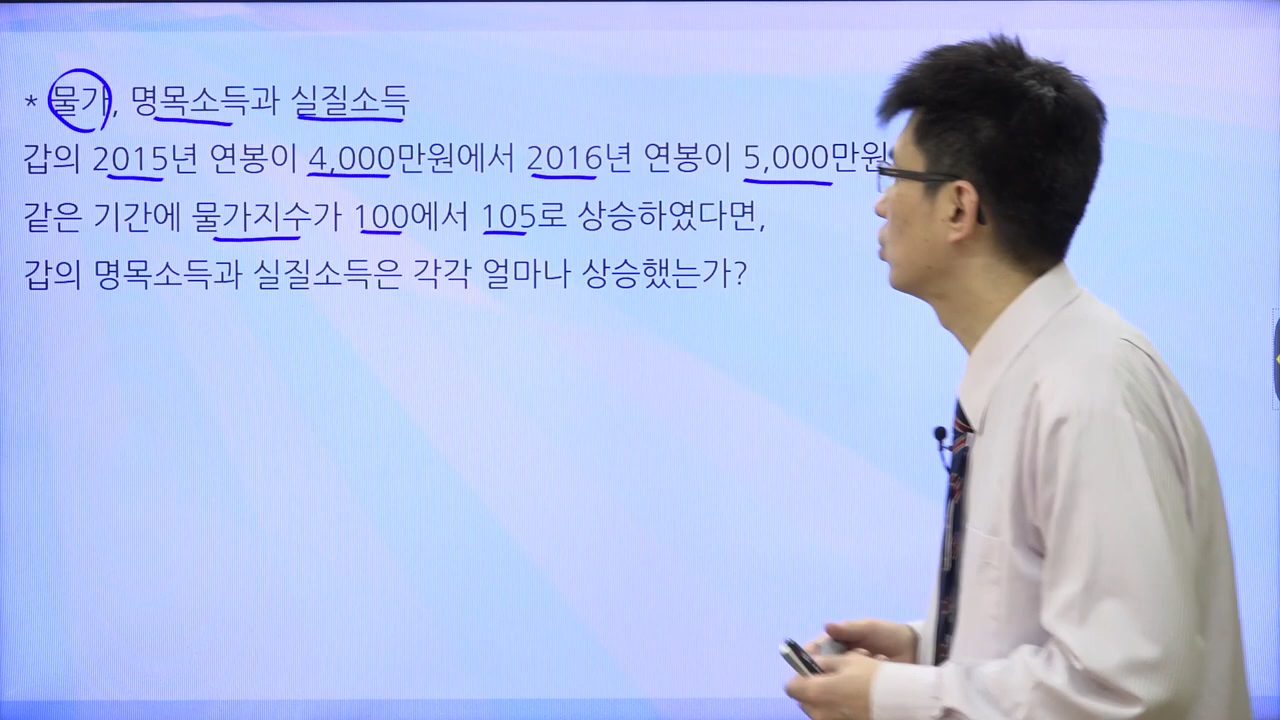 * 물가, 명목소득과 실질소득
갑의 2015년 연봉이 4,000만원에서 2016년 연봉이 5,000만원
같은 기간에 물가지수가 100에서 105로 상승하였다면,
갑의 명목소득과 실질소득은 각각 얼마나 상승했는가?